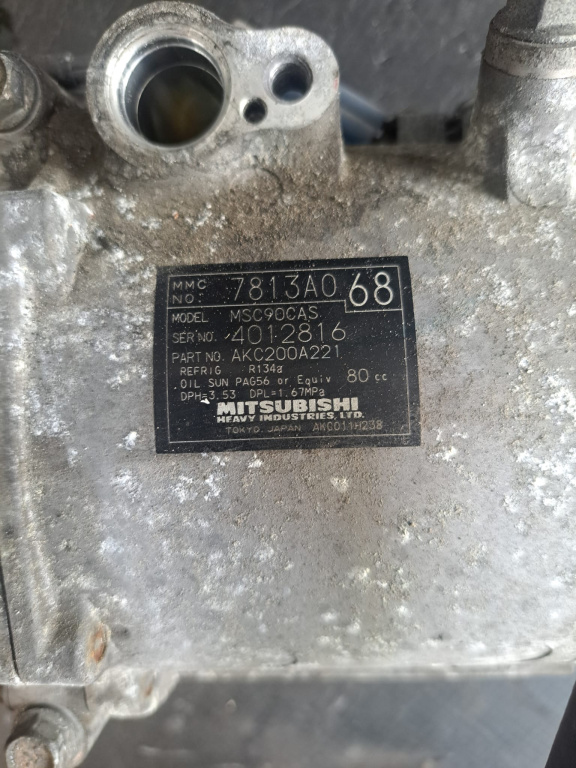 MMC NO: 7813A0 68
MODEL MSC90CAS
SER NO. 4012816
PART NO. AKC200A221
REFRIG R134a
OIL SUN PAG56 or Equiv 80 cc
DPH=3.53 DPL=1.67MPa
MITSUBISHI
HEAVY INDUSTRIES, LTD.
TOKYO JAPAN AKC011H238